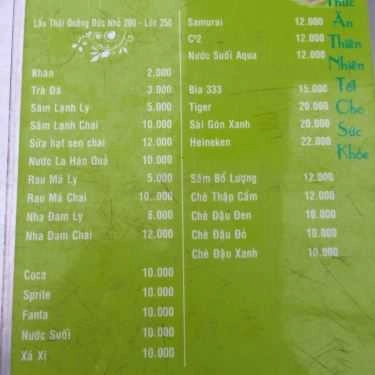 Lẩu Thái Quảng Đức Nhỏ 200 - Lớn 250
Khăn 2.000
Trà Đá 3.000
Sâm Lạnh Ly 5.000
Sâm Lạnh Chai 10.000
Sữa hạt sen chai 12.000
Nước La Hán Quả 10.000
Rau Má Ly 5.000
Rau Má Chai 10..000
Nha Đam Ly 6.000
Nha Đam Chai 12.000
Coca 10.000
Sprite 10.000
Fanta 10.000
Nước Suối 10.000
Xá Xị 10.000
Samurai 12.000
C²2 12.000
Nước Suối Aqua 12.000
Bia 333 15.000
Tiger 20.000
Sài Gòn Xanh 20.000
Heineken 22.000
Sâm Bổ Lượng 12.000
Chè Thập Cẩm 12.000
Chè Đậu Đen 10.000
Chè Đậu Đỏ 10.000
Chè Đậu Xanh 10.000
Thức
Ăn
Thiên
Nhiên
Tốt
Cho
Sức
Khỏe